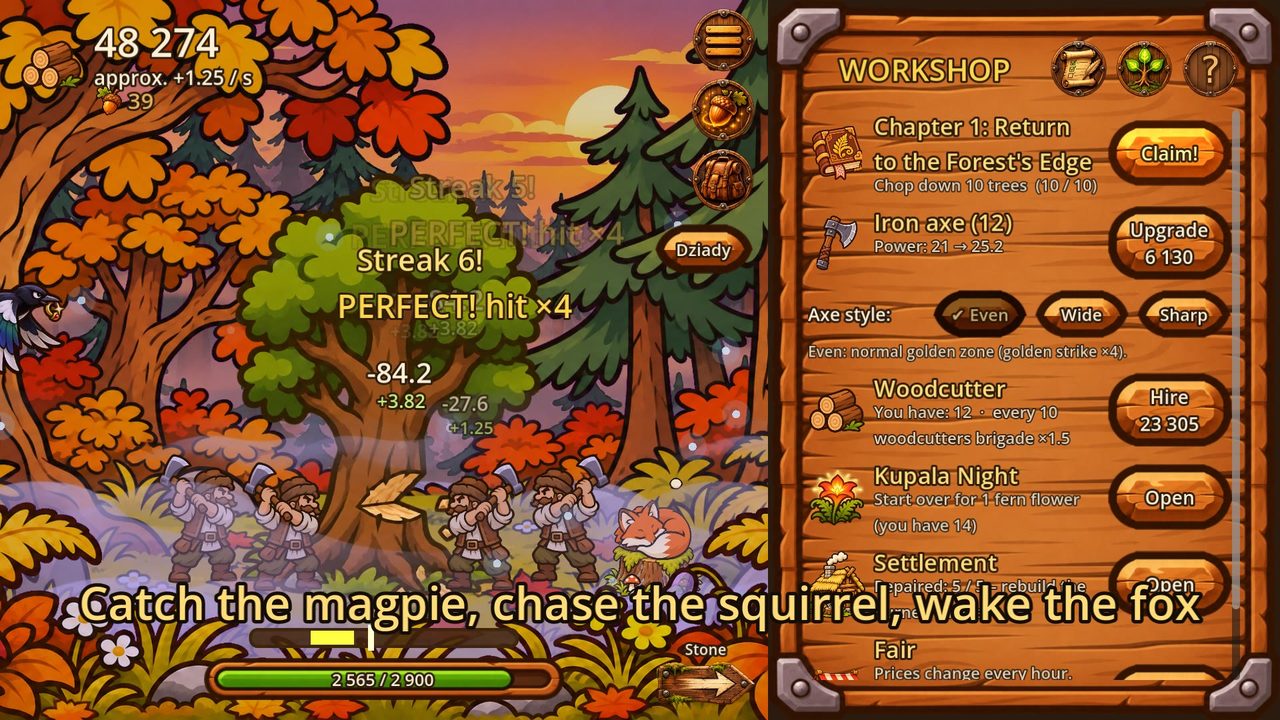 48 274
approx. +1.25 / s
39
Streak 5!
PERFECT! hit ×4
Streak 6!
PERFECT! hit ×4
+3.82
-84.2
+3.82
-27.6
+1.25
Dziady
Stone
2 565 / 2 900
WORKSHOP
?
Chapter 1: Return
to the Forest's Edge
Chop down 10 trees (10 / 10)
Claim!
Iron axe (12)
Power: 21 → 25.2
Upgrade
6 130
Axe style:
✓ Even
Wide
Sharp
Even: normal golden zone (golden strike ×4).
Woodcutter
You have: 12 · every 10
woodcutters brigade ×1.5
Hire
23 305
Kupala Night
Start over for 1 fern flower
(you have 14)
Open
Settlement
Repaired: 5 / 5 – rebuild the
Open
Catch the magpie, chase the squirrel, wake the fox
Fair
Prices change every hour.